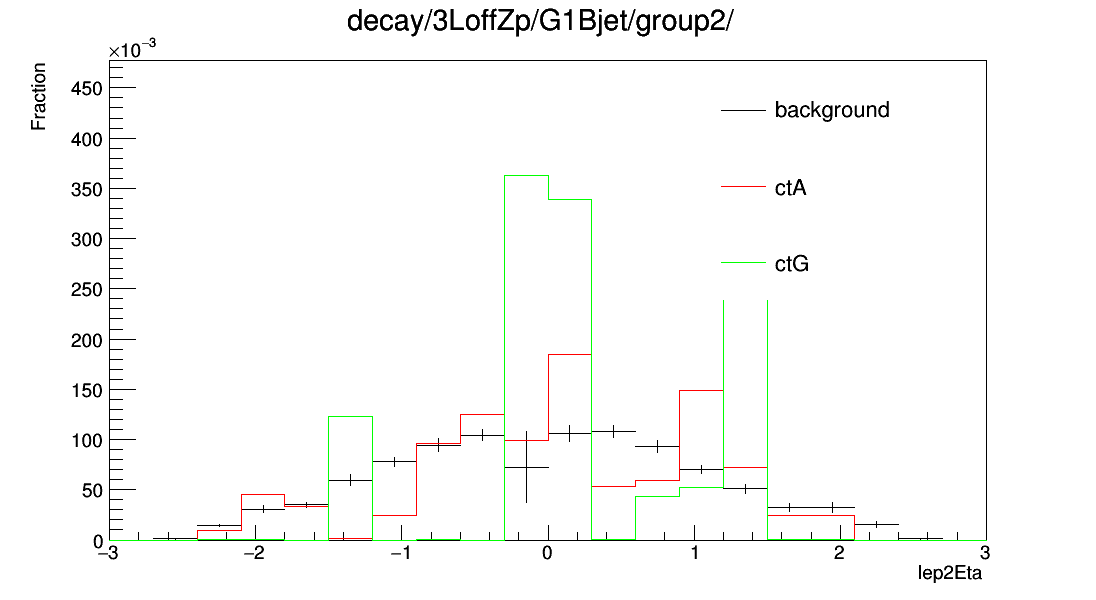 decay/3LoffZp/G1Bjet/group2/
×10⁻³
Fraction
450
400
350
300
250
200
150
100
50
0
background
ctA
ctG
−3 −2 −1 0 1 2 3
lep2Eta